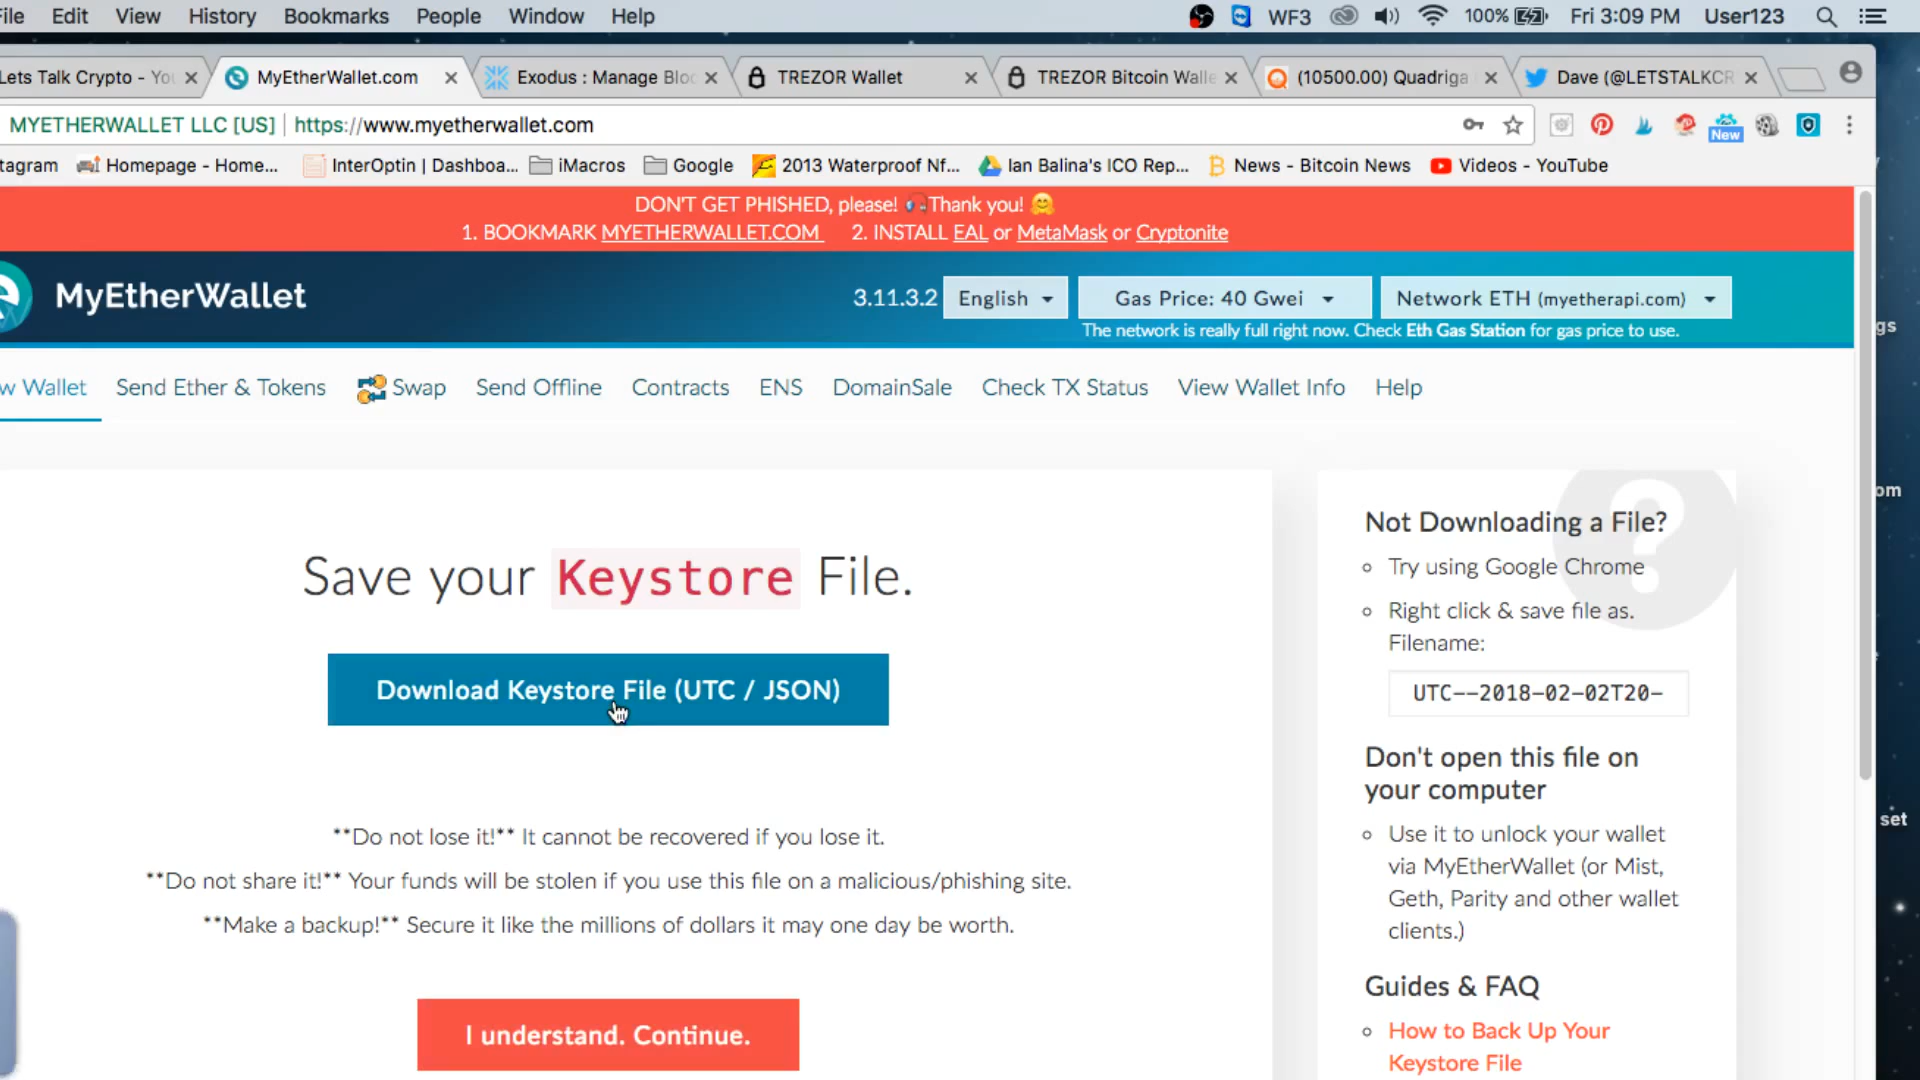 File Edit View History Bookmarks People Window Help WF3 100% Fri 3:09 PM User123
Lets Talk Crypto - You MyEtherWallet.com Exodus : Manage Bloc TREZOR Wallet TREZOR Bitcoin Walle (10500.00) Quadriga Dave (@LETSTALKCR
MYETHERWALLET LLC [US] https://www.myetherwallet.com New
tagram Homepage - Home... InterOptin | Dashboa... iMacros Google 2013 Waterproof Nf... Ian Balina's ICO Rep... News - Bitcoin News Videos - YouTube
DON'T GET PHISHED, please! Thank you!
1. BOOKMARK MYETHERWALLET.COM 2. INSTALL EAL or MetaMask or Cryptonite
MyEtherWallet 3.11.3.2 English Gas Price: 40 Gwei Network ETH (myetherapi.com)
The network is really full right now. Check Eth Gas Station for gas price to use.
gs
w Wallet Send Ether & Tokens Swap Send Offline Contracts ENS DomainSale Check TX Status View Wallet Info Help
om
Save your Keystore File.
Download Keystore File (UTC / JSON)
**Do not lose it!** It cannot be recovered if you lose it.
**Do not share it!** Your funds will be stolen if you use this file on a malicious/phishing site.
**Make a backup!** Secure it like the millions of dollars it may one day be worth.
I understand. Continue.
Not Downloading a File?
Try using Google Chrome
Right click & save file as.
Filename:
UTC--2018-02-02T20-
Don't open this file on
your computer
Use it to unlock your wallet
via MyEtherWallet (or Mist,
Geth, Parity and other wallet
clients.)
Guides & FAQ
How to Back Up Your
Keystore File
set